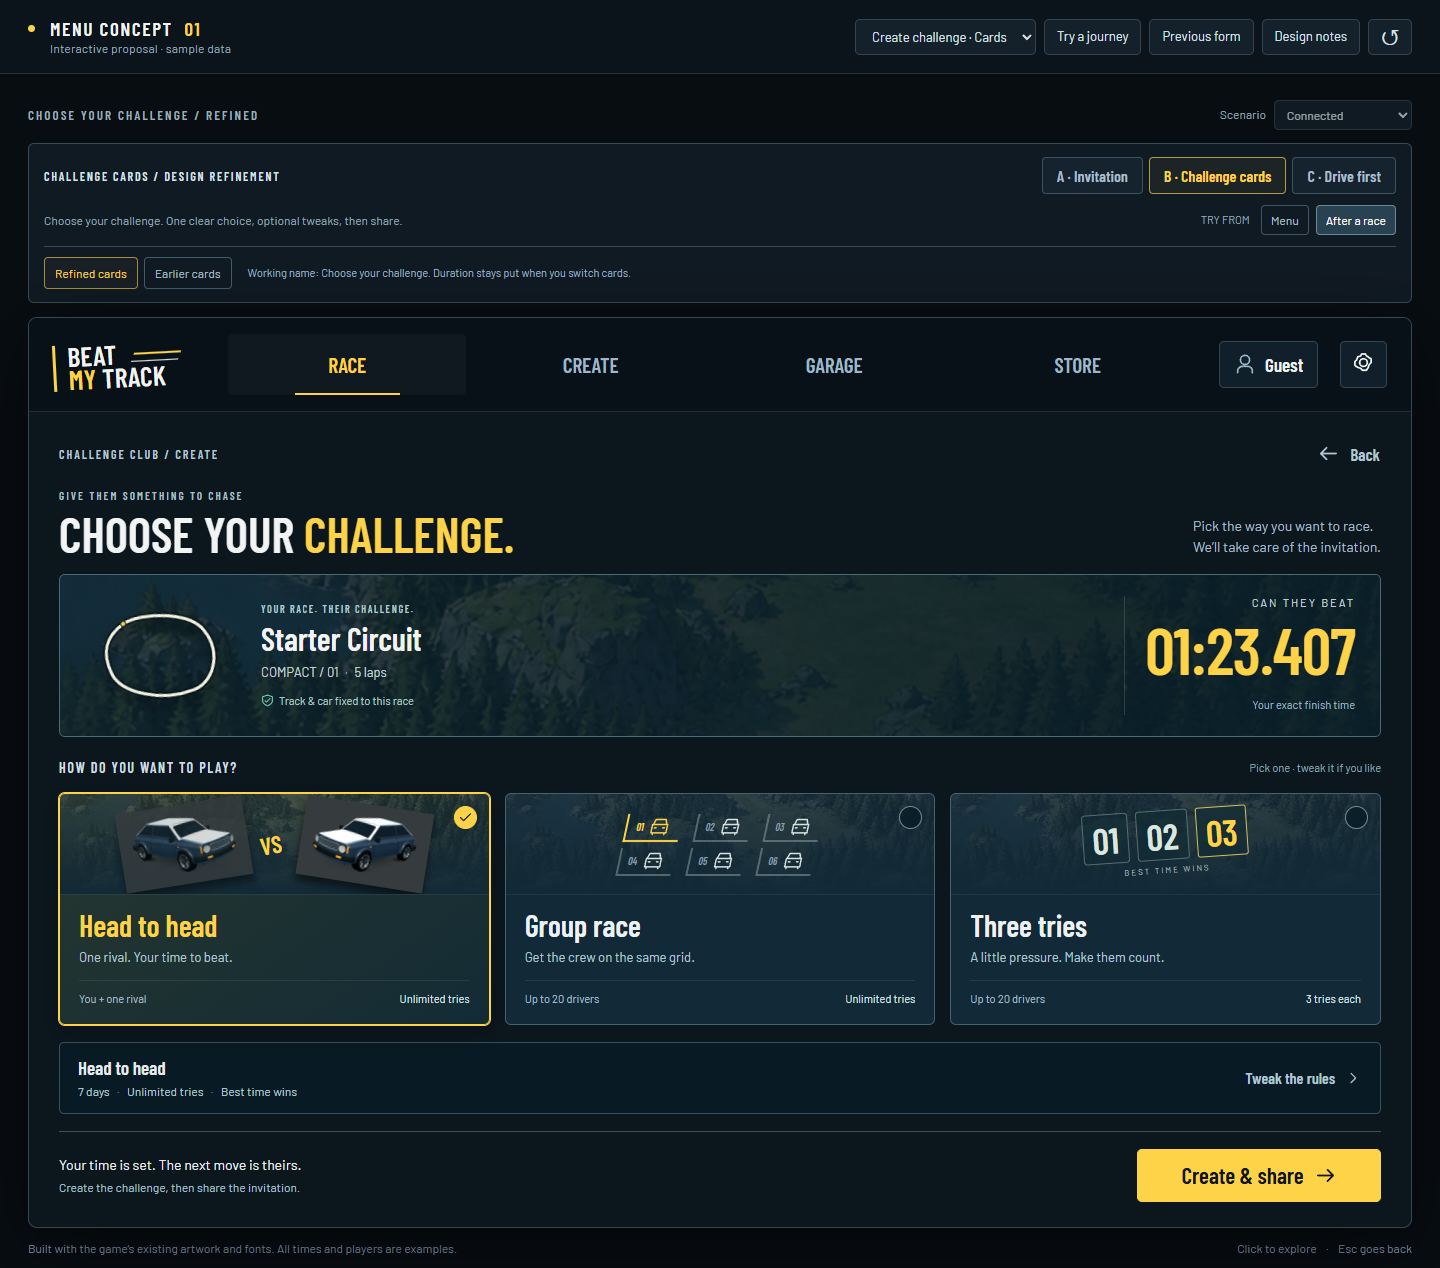 MENU CONCEPT 01
Interactive proposal · sample data
Create challenge · Cards
Try a journey
Previous form
Design notes
CHOOSE YOUR CHALLENGE / REFINED
Scenario
Connected
CHALLENGE CARDS / DESIGN REFINEMENT
A · Invitation
B · Challenge cards
C · Drive first
Choose your challenge. One clear choice, optional tweaks, then share.
TRY FROM
Menu
After a race
Refined cards
Earlier cards
Working name: Choose your challenge. Duration stays put when you switch cards.
BEAT
MY TRACK
RACE
CREATE
GARAGE
STORE
Guest
CHALLENGE CLUB / CREATE
Back
GIVE THEM SOMETHING TO CHASE
CHOOSE YOUR CHALLENGE.
Pick the way you want to race.
We'll take care of the invitation.
YOUR RACE. THEIR CHALLENGE.
Starter Circuit
COMPACT / 01 · 5 laps
Track & car fixed to this race
CAN THEY BEAT
01:23.407
Your exact finish time
HOW DO YOU WANT TO PLAY?
Pick one · tweak it if you like
VS
Head to head
One rival. Your time to beat.
You + one rival
Unlimited tries
01 02 03
04 05 06
Group race
Get the crew on the same grid.
Up to 20 drivers
Unlimited tries
01 02 03
BEST TIME WINS
Three tries
A little pressure. Make them count.
Up to 20 drivers
3 tries each
Head to head
7 days · Unlimited tries · Best time wins
Tweak the rules
Your time is set. The next move is theirs.
Create the challenge, then share the invitation.
Create & share
Built with the game's existing artwork and fonts. All times and players are examples.
Click to explore · Esc goes back